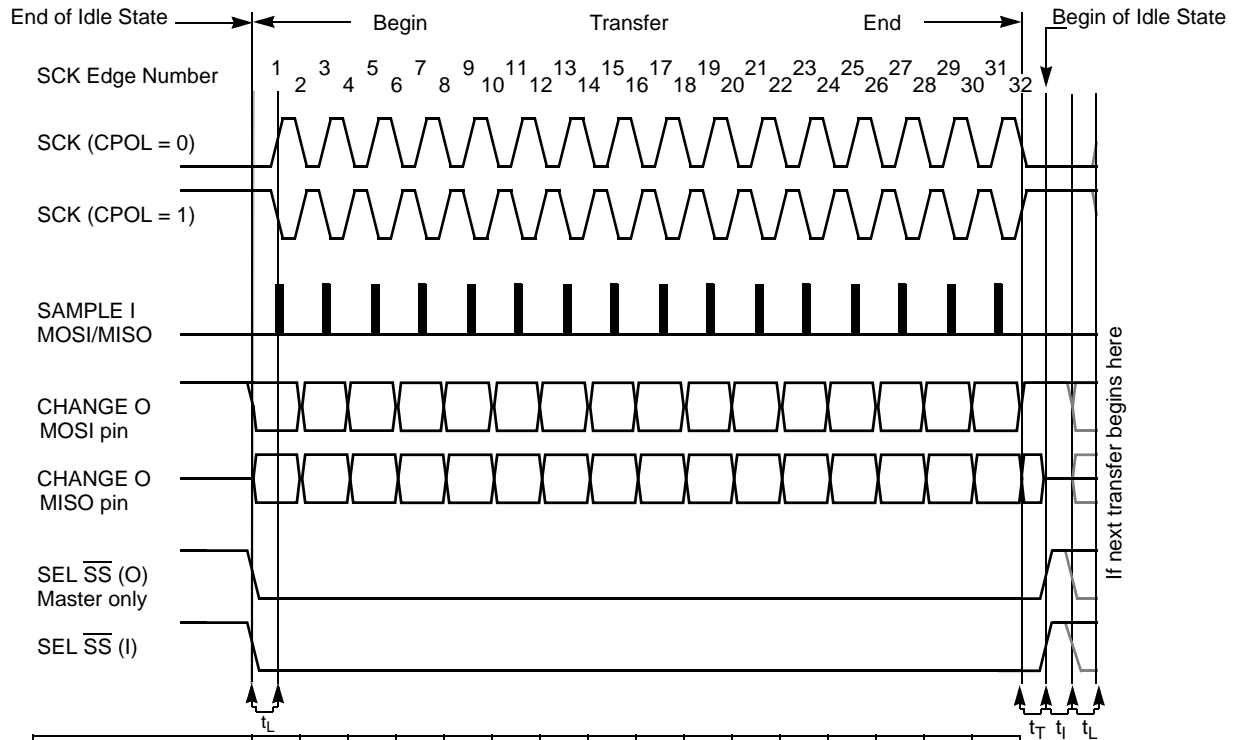 End of Idle State
Begin
Transfer
End
Begin of Idle State
SCK Edge Number
1 3 5 7 9 11 13 15 17 19 21 23 25 27 29 31
2 4 6 8 10 12 14 16 18 20 22 24 26 28 30 32
SCK (CPOL = 0)
SCK (CPOL = 1)
SAMPLE I
MOSI/MISO
CHANGE O
MOSI pin
CHANGE O
MISO pin
SEL SS (O)
Master only
SEL SS (I)
If next transfer begins here
tL
tT tI tL